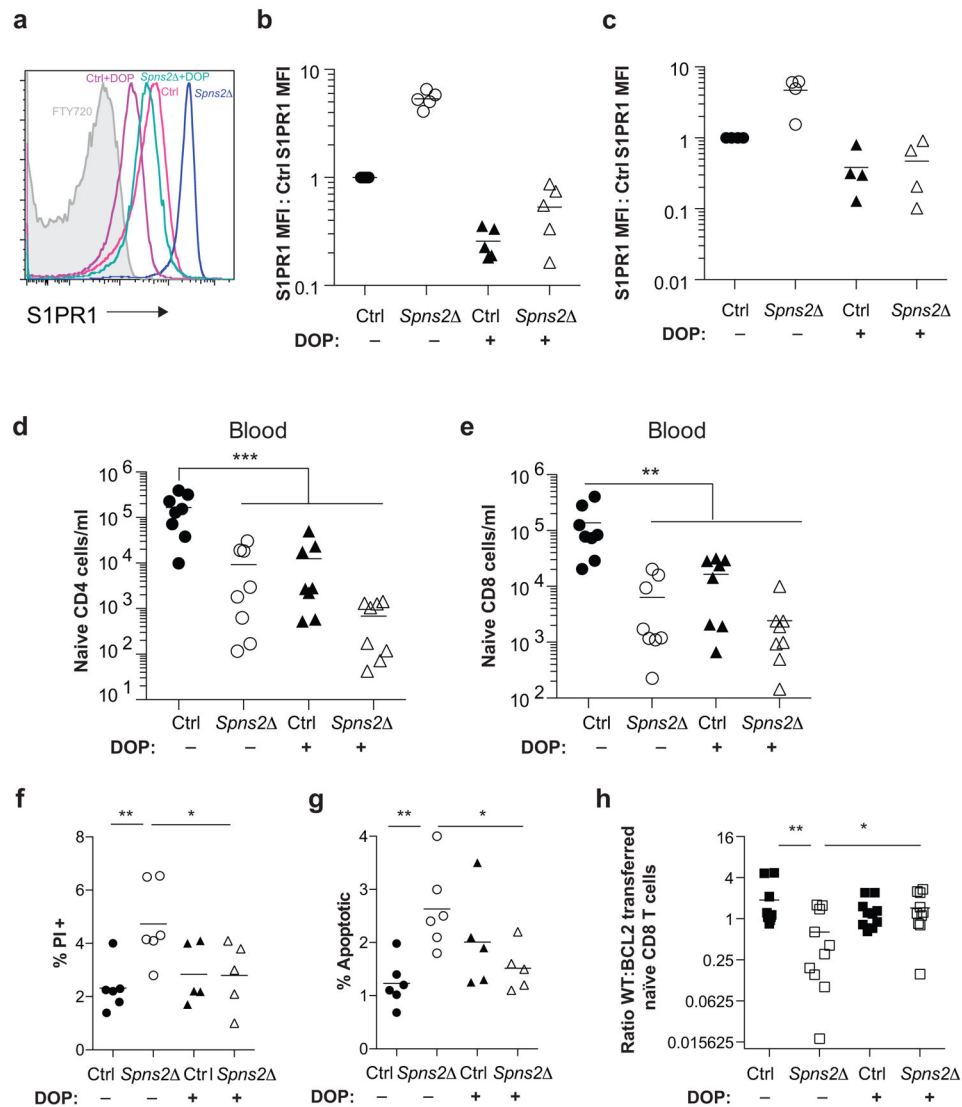 a
Ctrl+DOP
Spns2Δ+DOP
Ctrl
Spns2Δ
FTY720
S1PR1
b
S1PR1 MFI : Ctrl S1PR1 MFI
10
1
0.1
Ctrl Spns2Δ Ctrl Spns2Δ
DOP: – – + +
c
S1PR1 MFI : Ctrl S1PR1 MFI
10
1
0.1
0.01
Ctrl Spns2Δ Ctrl Spns2Δ
DOP: – – + +
d
Blood
***
Naive CD4 cells/ml
10 6
10 5
10 4
10 3
10 2
10 1
Ctrl Spns2Δ Ctrl Spns2Δ
DOP: – – + +
e
Blood
**
Naive CD8 cells/ml
10 6
10 5
10 4
10 3
10 2
Ctrl Spns2Δ Ctrl Spns2Δ
DOP: – – + +
f
** *
% PI +
8
6
4
2
0
Ctrl Spns2Δ Ctrl Spns2Δ
DOP: – – + +
g
** *
% Apoptotic
4
3
2
1
0
Ctrl Spns2Δ Ctrl Spns2Δ
DOP: – – + +
h
** *
Ratio WT:BCL2 transferred
naïve CD8 T cells
16
4
1
0.25
0.0625
0.015625
Ctrl Spns2Δ Ctrl Spns2Δ
DOP: – – + +